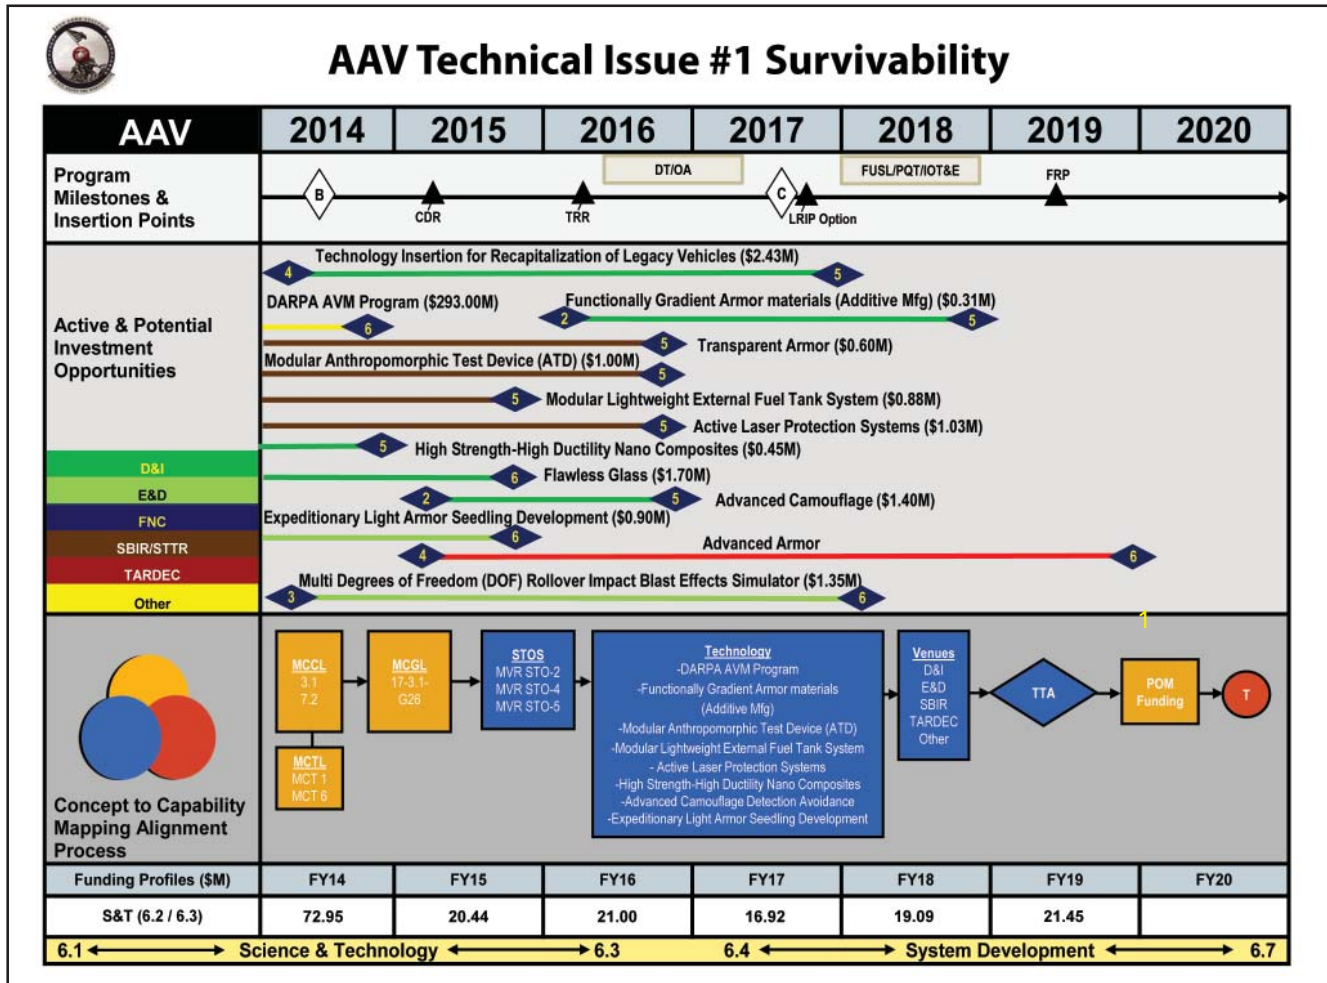 AAV Technical Issue #1 Survivability
AAV 2014 2015 2016 2017 2018 2019 2020
Program
Milestones &
Insertion Points
B
CDR
TRR
DT/OA
C
LRIP Option
FUSL/PQT/IOT&E
FRP
Active & Potential
Investment
Opportunities
Technology Insertion for Recapitalization of Legacy Vehicles ($2.43M)
4 5
DARPA AVM Program ($293.00M)
6
Functionally Gradient Armor materials (Additive Mfg) ($0.31M)
2 5
5 Transparent Armor ($0.60M)
Modular Anthropomorphic Test Device (ATD) ($1.00M)
5
5 Modular Lightweight External Fuel Tank System ($0.88M)
5 Active Laser Protection Systems ($1.03M)
5 High Strength-High Ductility Nano Composites ($0.45M)
6 Flawless Glass ($1.70M)
2 5 Advanced Camouflage ($1.40M)
Expeditionary Light Armor Seedling Development ($0.90M)
6
Advanced Armor
4 6
Multi Degrees of Freedom (DOF) Rollover Impact Blast Effects Simulator ($1.35M)
3 6
D&I
E&D
FNC
SBIR/STTR
TARDEC
Other
1
Concept to Capability
Mapping Alignment
Process
MCCL
3.1
7.2
MCTL
MCT 1
MCT 6
MCGL
17-3.1-
G26
STOS
MVR STO-2
MVR STO-4
MVR STO-5
Technology
-DARPA AVM Program
-Functionally Gradient Armor materials
(Additive Mfg)
-Modular Anthropomorphic Test Device (ATD)
-Modular Lightweight External Fuel Tank System
- Active Laser Protection Systems
-High Strength-High Ductility Nano Composites
-Advanced Camouflage Detection Avoidance
-Expeditionary Light Armor Seedling Development
Venues
D&I
E&D
SBIR
TARDEC
Other
TTA
POM
Funding
T
Funding Profiles ($M) FY14 FY15 FY16 FY17 FY18 FY19 FY20
S&T (6.2 / 6.3) 72.95 20.44 21.00 16.92 19.09 21.45
6.1 Science & Technology 6.3 6.4 System Development 6.7